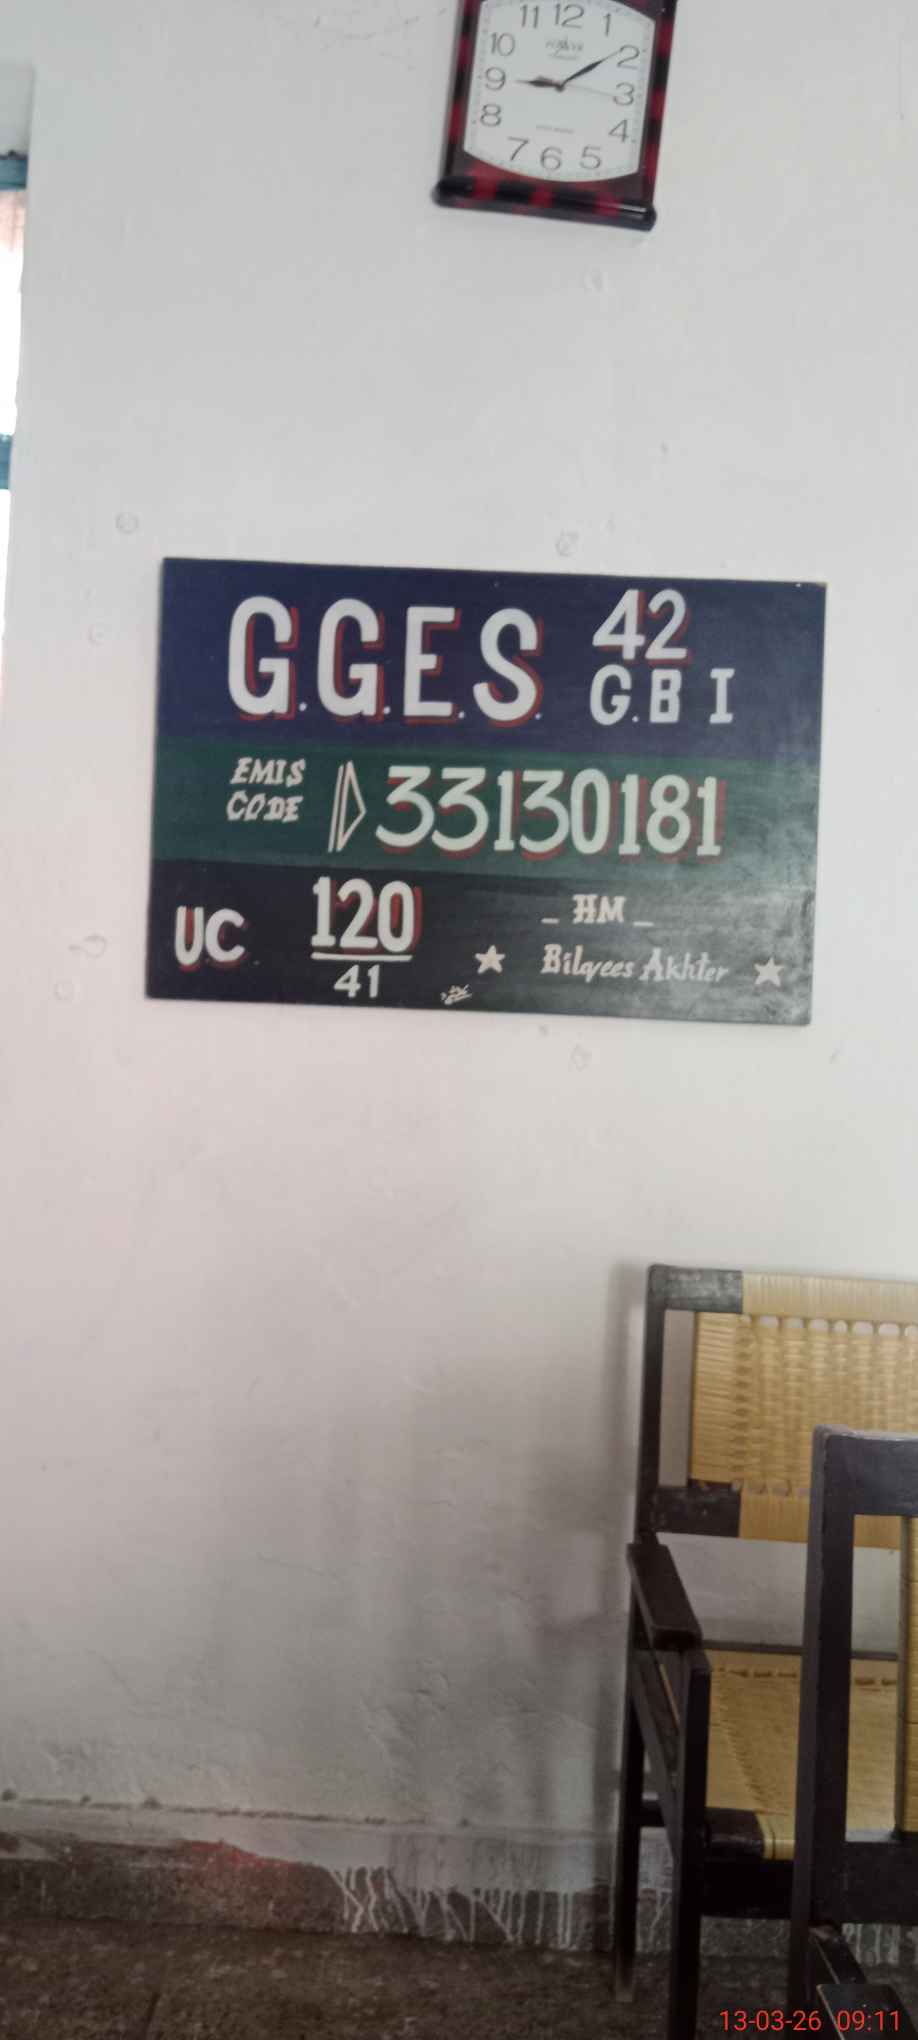 11 12 1
10 2
9 3
8 4
7 6 5
G.G.E.S. 42
G.B I
EMIS
CODE 33130181
UC 120
41
_ HM _
Bilqees Akhter
13-03-26 09:11